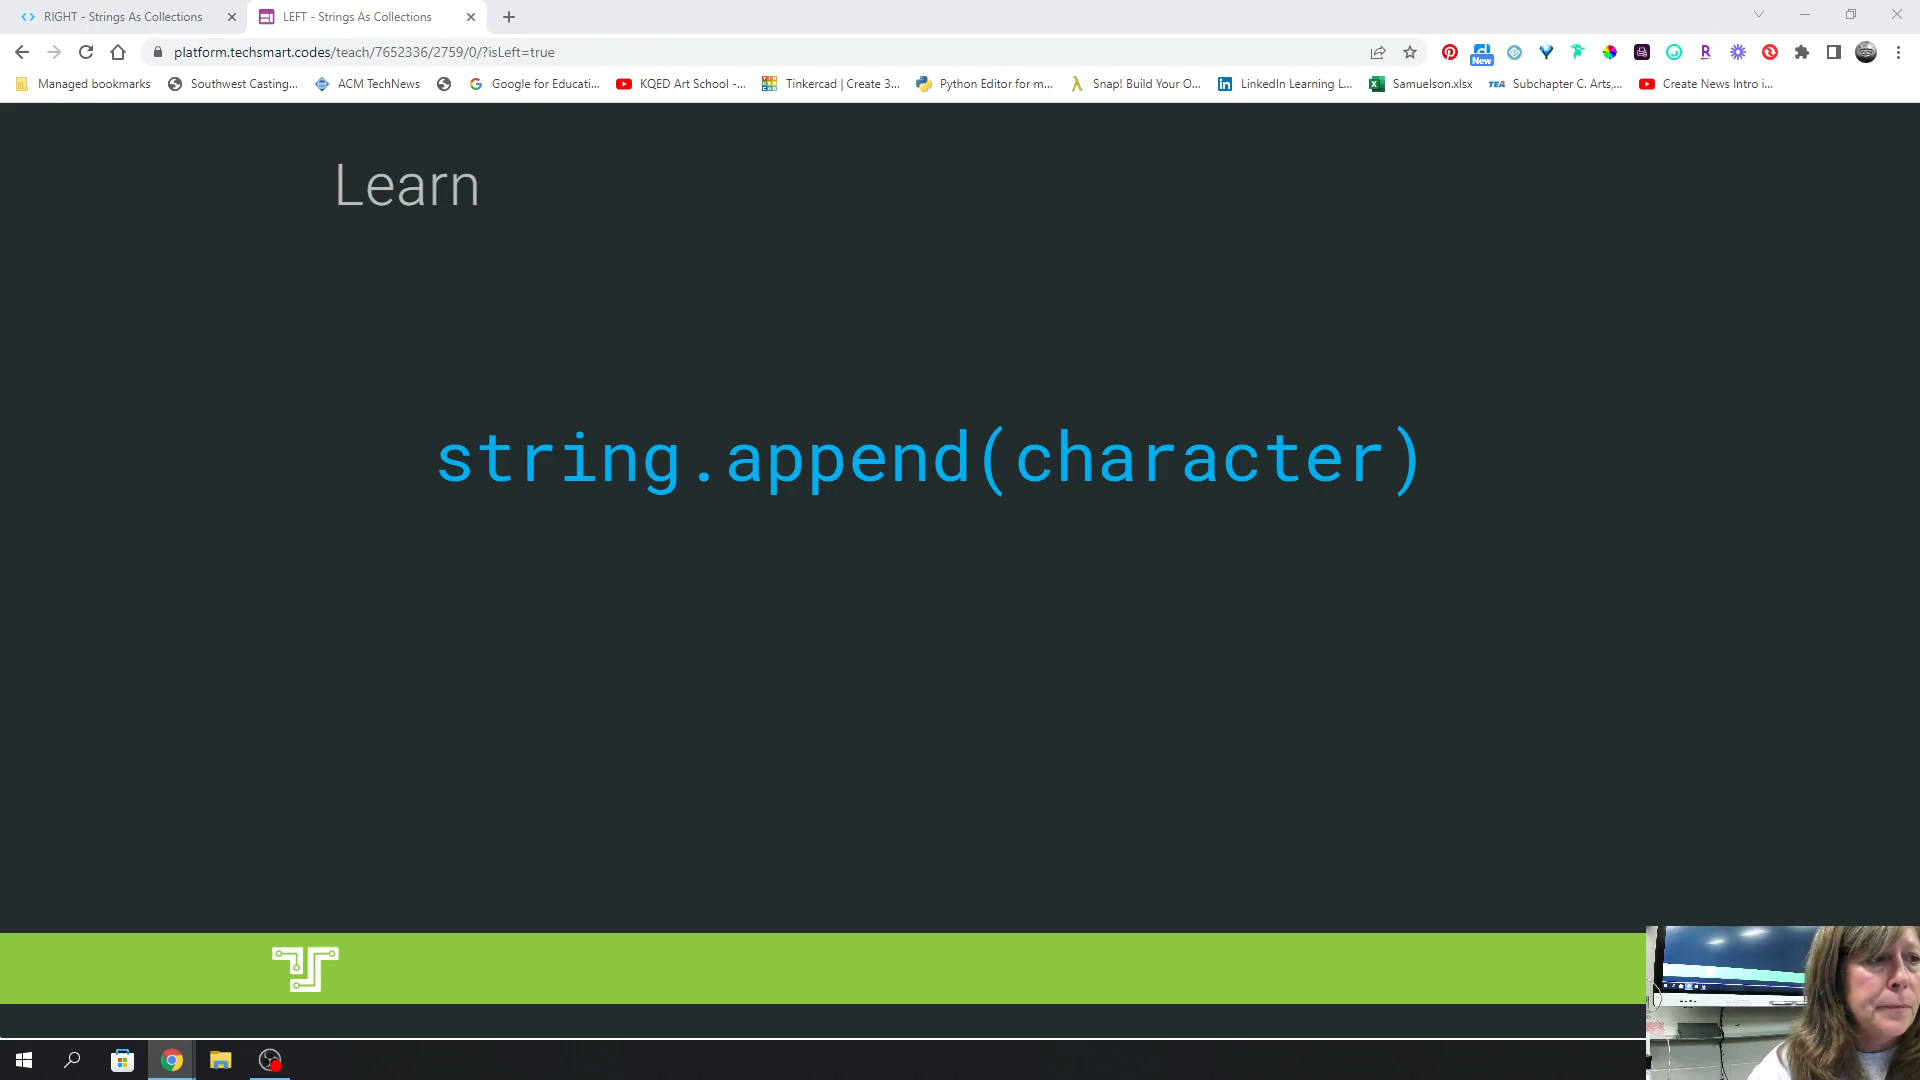 RIGHT - Strings As Collections
LEFT - Strings As Collections
platform.techsmart.codes/teach/7652336/2759/0/?isLeft=true
New
R
Managed bookmarks
Southwest Casting...
ACM TechNews
Google for Educati...
KQED Art School -...
Tinkercad | Create 3...
Python Editor for m...
Snap! Build Your O...
LinkedIn Learning L...
Samuelson.xlsx
TEA
Subchapter C. Arts,...
Create News Intro i...
Learn
string.append(character)